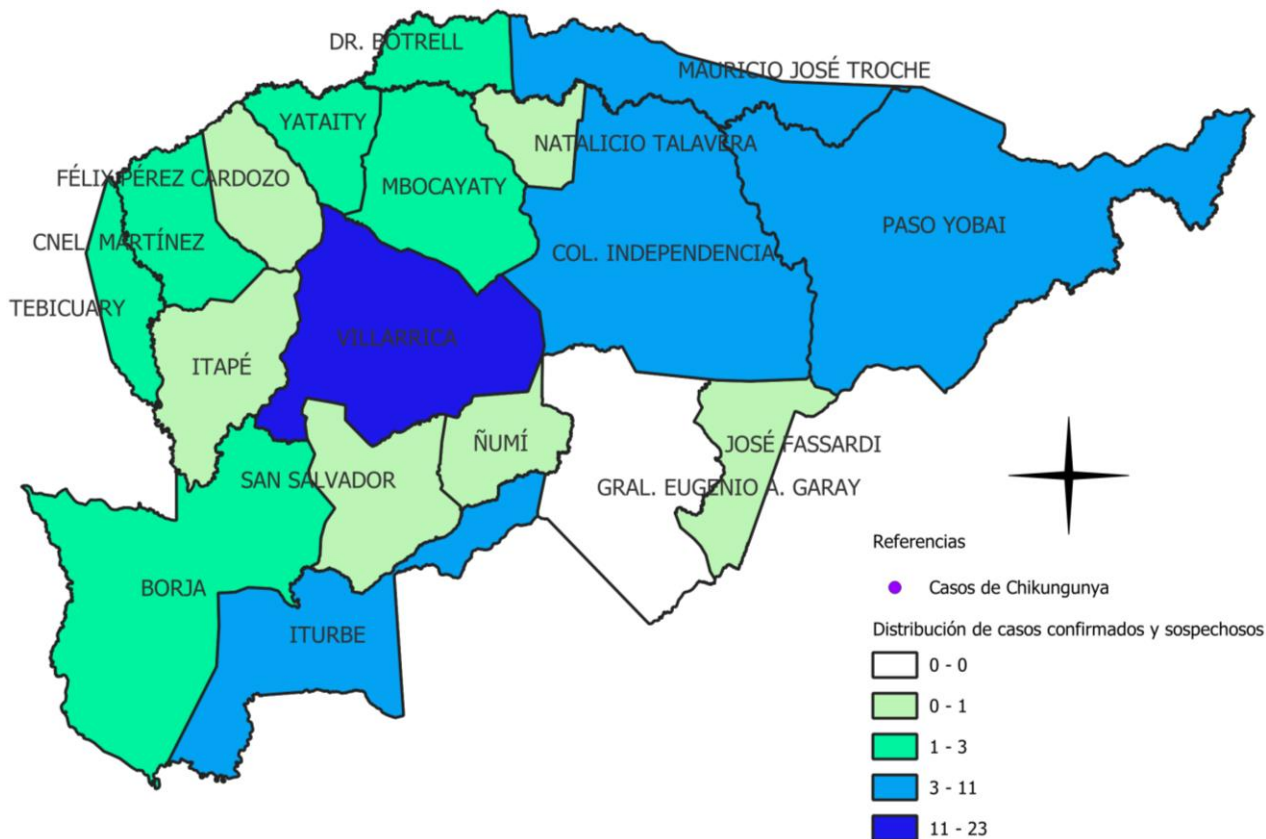 DR. BOTRELL
MAURICIO JOSÉ TROCHE
YATAITY
NATALICIO TALAVERA
FÉLIX PÉREZ CARDOZO
MBOCAYATY
PASO YOBAI
CNEL. MARTÍNEZ
COL. INDEPENDENCIA
TEBICUARY
VILLARRICA
ITAPÉ
ÑUMÍ
JOSÉ FASSARDI
SAN SALVADOR
GRAL. EUGENIO A. GARAY
BORJA
ITURBE
Referencias
Casos de Chikungunya
Distribución de casos confirmados y sospechosos
0 - 0
0 - 1
1 - 3
3 - 11
11 - 23